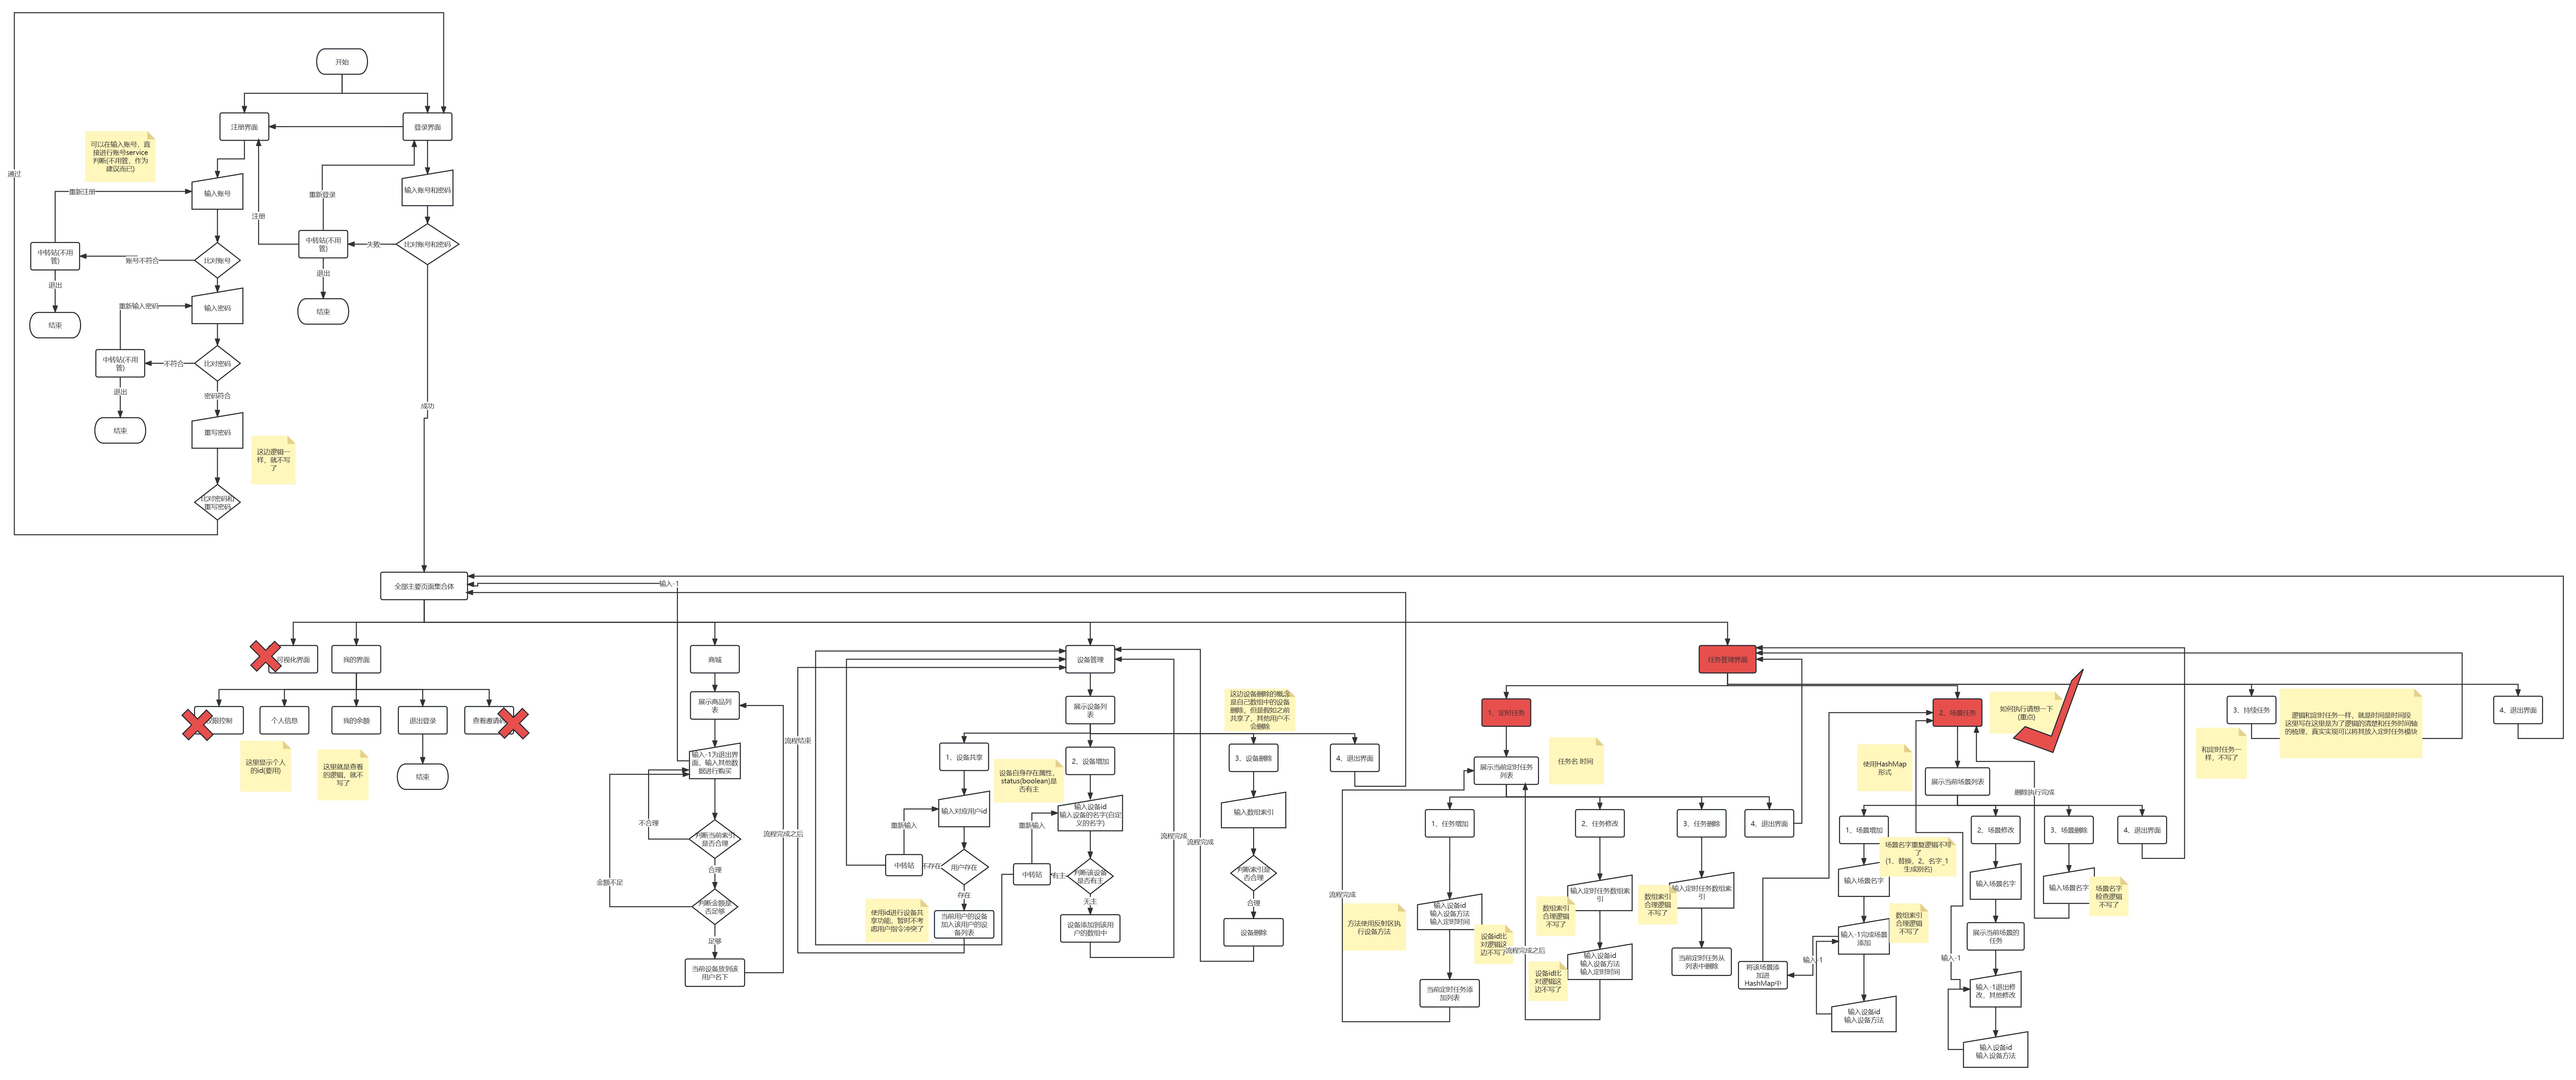 开始
注册界面
登录界面
可以在输入账号，直
接进行账号service
判断(不用管，作为
建议而已)
通过
重新注册
输入账号
注册
重新登录
输入账号和密码
中转站(不用
管)
账号不符合
比对账号
中转站(不用
管)
失败
比对账号和密码
退出
结束
退出
结束
重新输入密码
输入密码
中转站(不用
管)
不符合
比对密码
退出
结束
密码符合
重写密码
这边逻辑一
样，就不写
了
比对密码和
重写密码
成功
全部主要页面集合体
输入-1
可视化界面
我的界面
商城
设备管理
任务管理界面
权限控制
个人信息
我的余额
退出登录
查看邀请码
这里显示个人
的id(要用)
这里就是查看
的逻辑，就不
写了
结束
展示商品列
表
输入-1为退出界
面，输入其他数
据进行购买
流程结束
流程完成之后
不合理
判断当前索引
是否合理
合理
金额不足
判断金额是
否足够
足够
当前设备放到该
用户名下
展示设备列
表
1、设备共享
2、设备增加
3、设备删除
4、退出界面
这边设备删除的概念
是自己数组中的设备
删除，但是假如之前
共享了，其他用户不
会删除
设备自身存在属性，
status(boolean)是
否有主
输入对应用户id
重新输入
中转站
不存在
用户存在
存在
使用id进行设备共
享功能，暂时不考
虑用户指令冲突了
当前用户的设备
加入该用户的设
备列表
输入设备id
输入设备的名字(自定
义的名字)
重新输入
中转站
有主
判断该设备
是否有主
无主
设备添加到该用
户的数组中
流程完成
流程完成
输入数组索引
判断索引是
否合理
合理
设备删除
1、定时任务
展示当前定时任务
列表
任务名 时间
1、任务增加
2、任务修改
3、任务删除
4、退出界面
流程完成
方法使用反射区执
行设备方法
输入设备id
输入设备方法
输入定时时间
设备id比
对逻辑这
边不写了
当前定时任务添
加列表
流程完成之后
输入定时任务数组索
引
数组索引
合理逻辑
不写了
输入设备id
输入设备方法
输入定时时间
设备id比
对逻辑这
边不写了
输入定时任务数组索
引
数组索引
合理逻辑
不写了
当前定时任务从
列表中删除
2、场景任务
如何执行请想一下
(重点)
使用HashMap
形式
展示当前场景列表
删除执行完成
1、场景增加
2、场景修改
3、场景删除
4、退出界面
场景名字重复逻辑不写
了
(1、替换，2、名字_1
生成别名)
输入场景名字
数组索引
合理逻辑
不写了
输入-1完成场景
添加
输入-1
将该场景添
加进
HashMap中
输入设备id
输入设备方法
输入场景名字
展示当前场景的
任务
输入-1
输入-1退出修
改，其他修改
输入设备id
输入设备方法
输入场景名字
场景名字
检查逻辑
不写了
3、持续任务
和定时任务一
样，不写了
逻辑和定时任务一样，就是时间是时间段
这里写在这里是为了逻辑的清楚和任务时间轴
的梳理，真实实现可以将其放入定时任务模块
4、退出界面